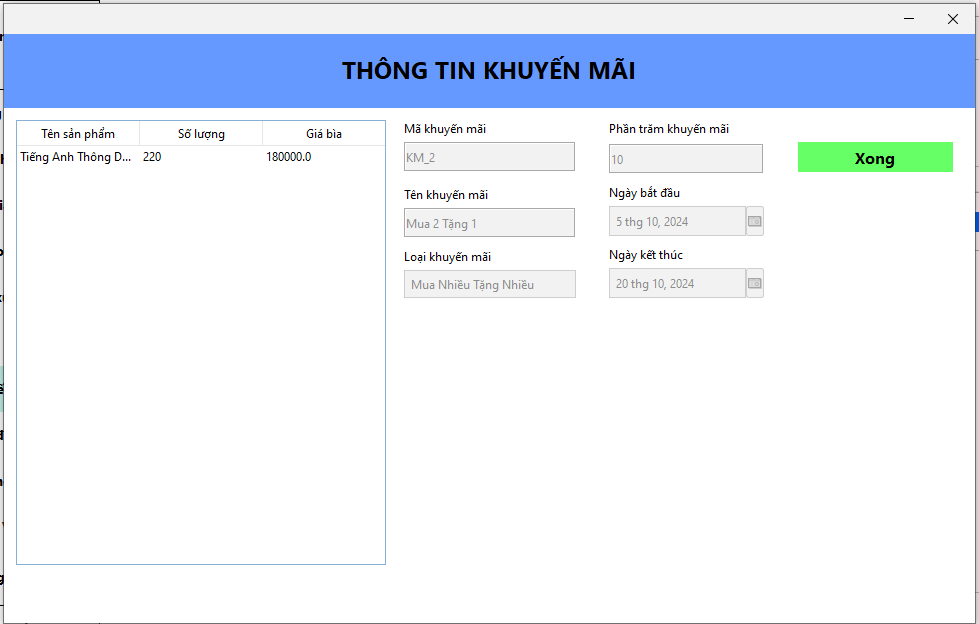 THÔNG TIN KHUYẾN MÃI
Tên sản phẩm Số lượng Giá bìa
Tiếng Anh Thông D... 220 180000.0
Mã khuyến mãi
KM_2
Tên khuyến mãi
Mua 2 Tặng 1
Loại khuyến mãi
Mua Nhiều Tặng Nhiều
Phần trăm khuyến mãi
10
Ngày bắt đầu
5 thg 10, 2024
Ngày kết thúc
20 thg 10, 2024
Xong